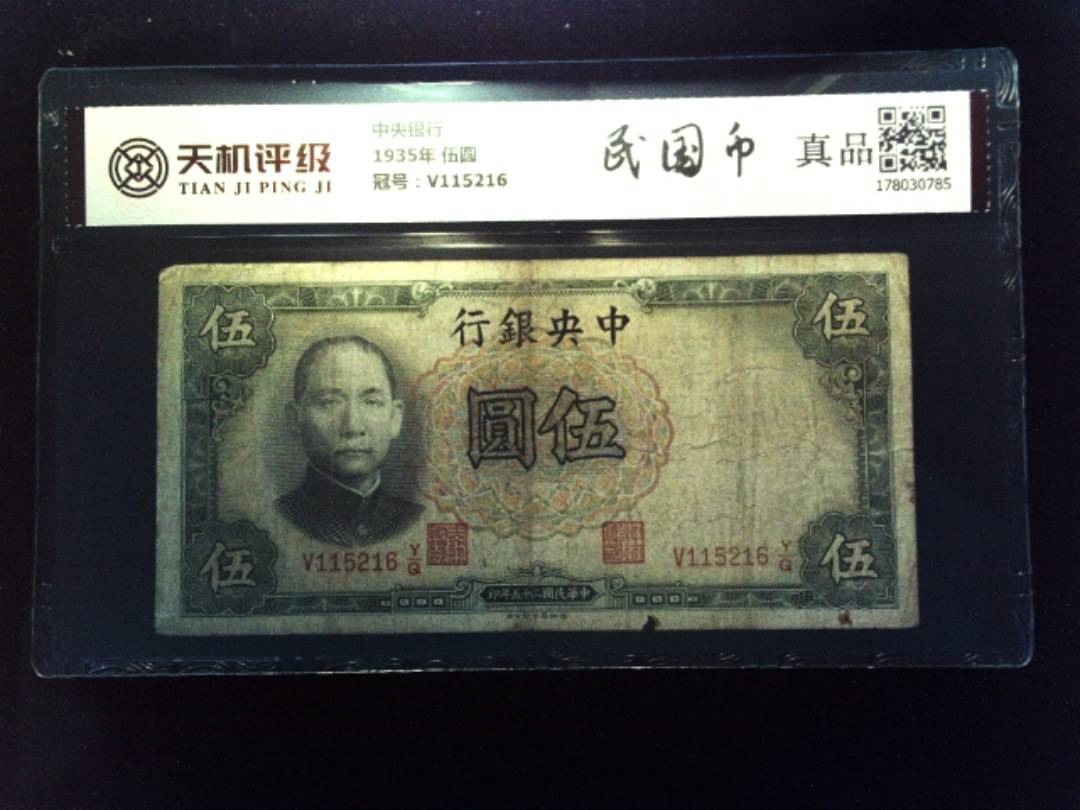 天机评级
TIAN JI PING JI
中央银行
1935年 伍圆
冠号：V115216
民国币
真品
178030785
伍
伍
行銀央中
圓伍
V115216 Y/Q
V115216 Y/Q
伍
伍
印年五十二國民華中